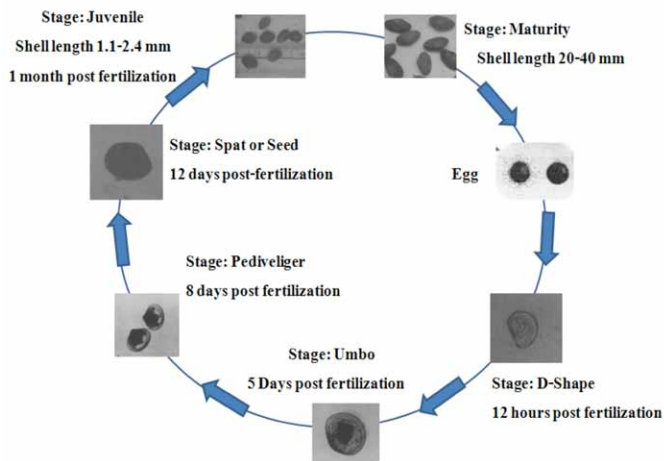 Stage: Juvenile
Shell length 1.1-2.4 mm
1 month post fertilization
Stage: Maturity
Shell length 20-40 mm
Egg
Stage: D-Shape
12 hours post fertilization
Stage: Umbo
5 Days post fertilization
Stage: Pediveliger
8 days post fertilization
Stage: Spat or Seed
12 days post-fertilization